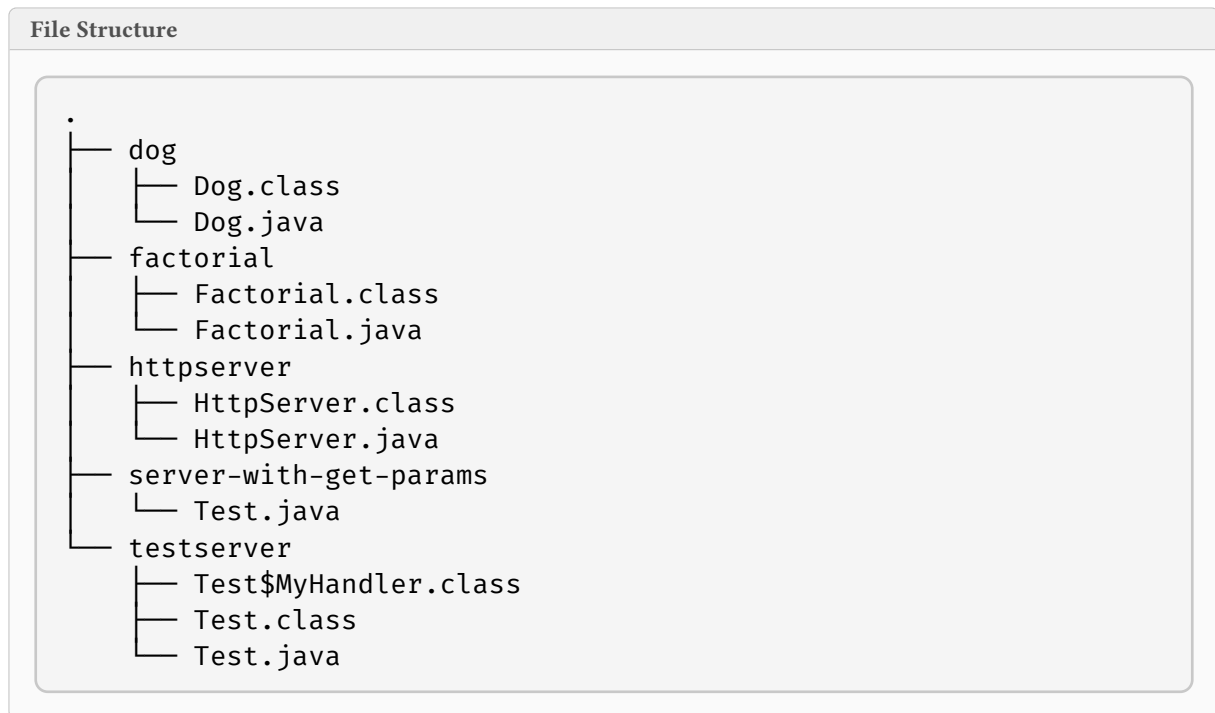 File Structure
.
├── dog
│   ├── Dog.class
│   └── Dog.java
├── factorial
│   ├── Factorial.class
│   └── Factorial.java
├── httpserver
│   ├── HttpServer.class
│   └── HttpServer.java
├── server-with-get-params
│   └── Test.java
└── testserver
    ├── Test$MyHandler.class
    ├── Test.class
    └── Test.java